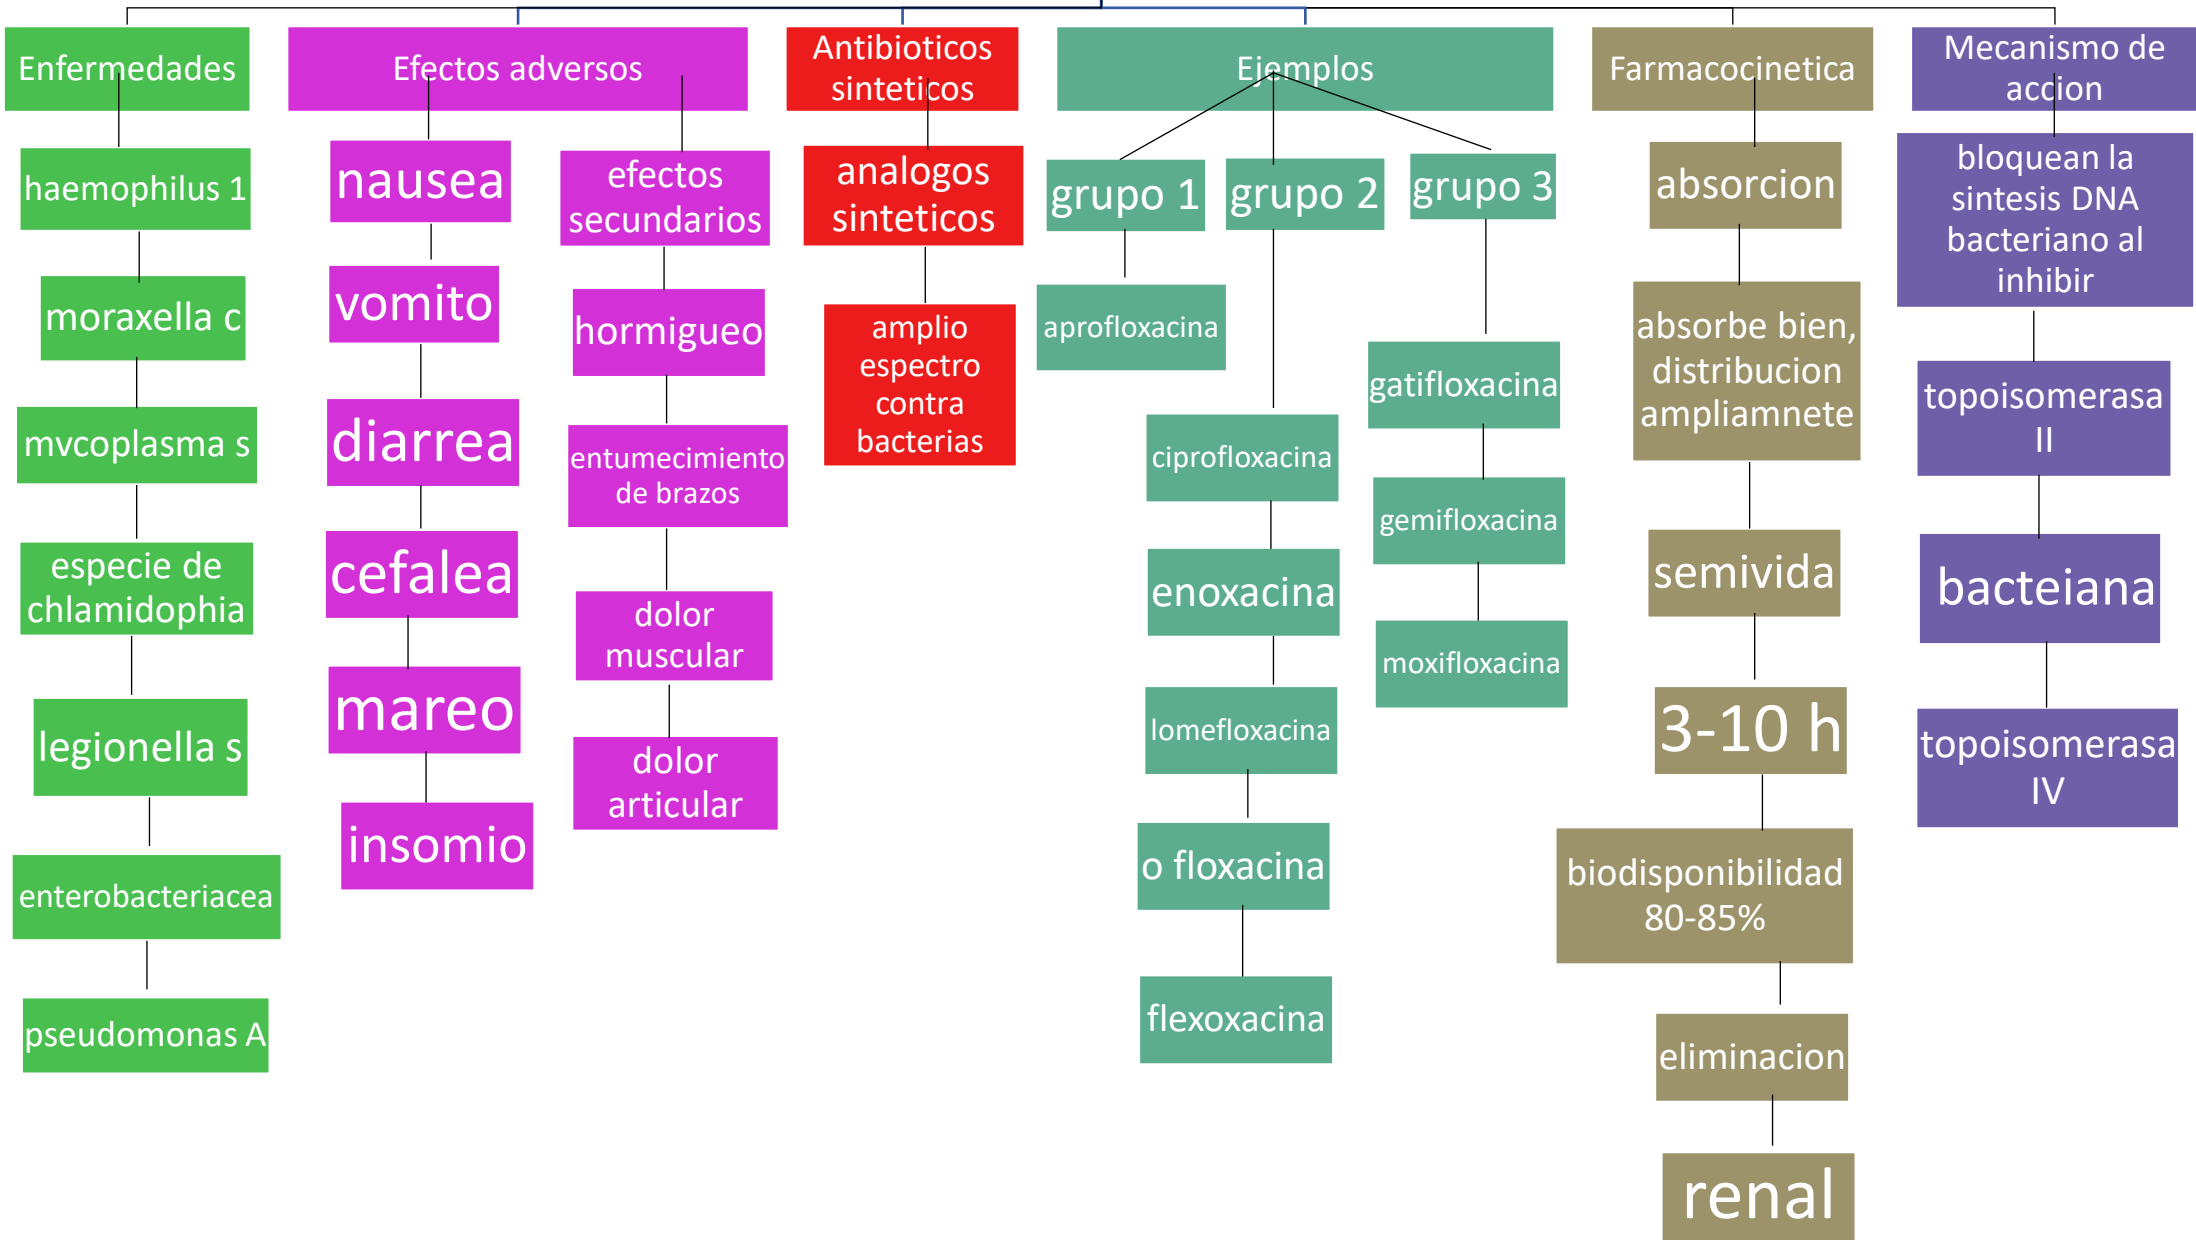 Enfermedades
haemophilus 1
moraxella c
mvcoplasma s
especie de
chlamidophia
legionella s
enterobacteriacea
pseudomonas A
Efectos adversos
nausea
vomito
diarrea
cefalea
mareo
insomio
efectos
secundarios
hormigueo
entumecimiento
de brazos
dolor
muscular
dolor
articular
Antibioticos
sinteticos
analogos
sinteticos
amplio
espectro
contra
bacterias
Ejemplos
grupo 1
aprofloxacina
grupo 2
ciprofloxacina
enoxacina
lomefloxacina
o floxacina
flexoxacina
grupo 3
gatifloxacina
gemifloxacina
moxifloxacina
Farmacocinetica
absorcion
absorbe bien,
distribucion
ampliamnete
semivida
3-10 h
biodisponibilidad
80-85%
eliminacion
renal
Mecanismo de
accion
bloquean la
sintesis DNA
bacteriano al
inhibir
topoisomerasa
II
bacteiana
topoisomerasa
IV